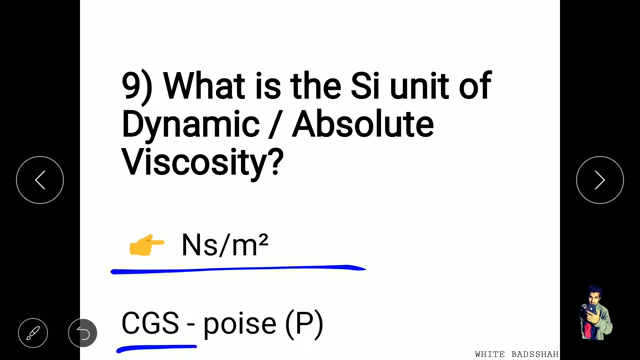 9) What is the Si unit of
Dynamic / Absolute
Viscosity?
👉 Ns/m²
CGS - poise (P)
WHITE BADSSHAH